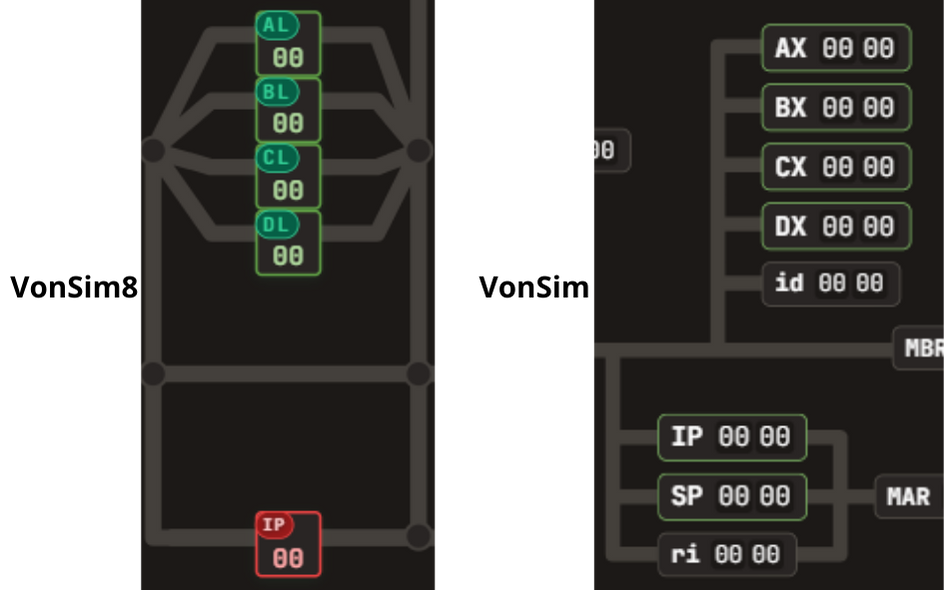 AL
00
BL
00
CL
00
DL
00
VonSim8
IP
00
VonSim
00
AX 00 00
BX 00 00
CX 00 00
DX 00 00
id 00 00
MBR
IP 00 00
SP 00 00
MAR
ri 00 00